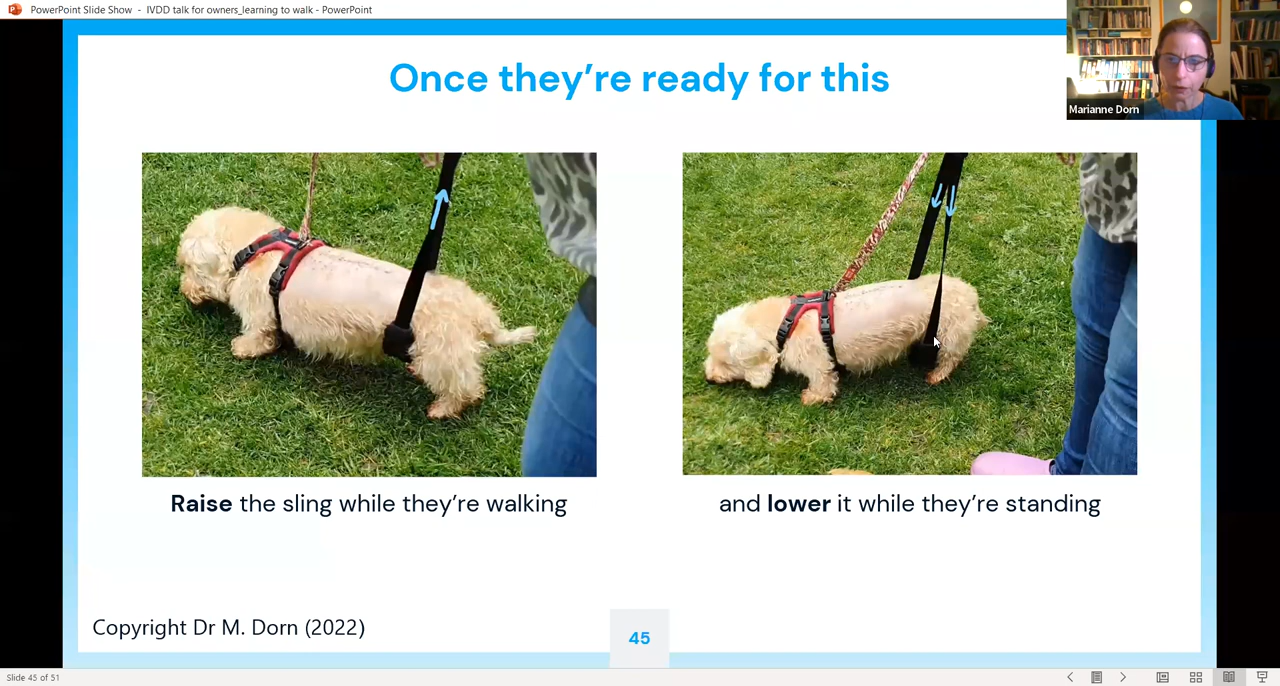 PowerPoint Slide Show - IVDD talk for owners_learning to walk - PowerPoint
Marianne Dorn
Once they're ready for this
Raise the sling while they're walking
and lower it while they're standing
Copyright Dr M. Dorn (2022)
45
Slide 45 of 51